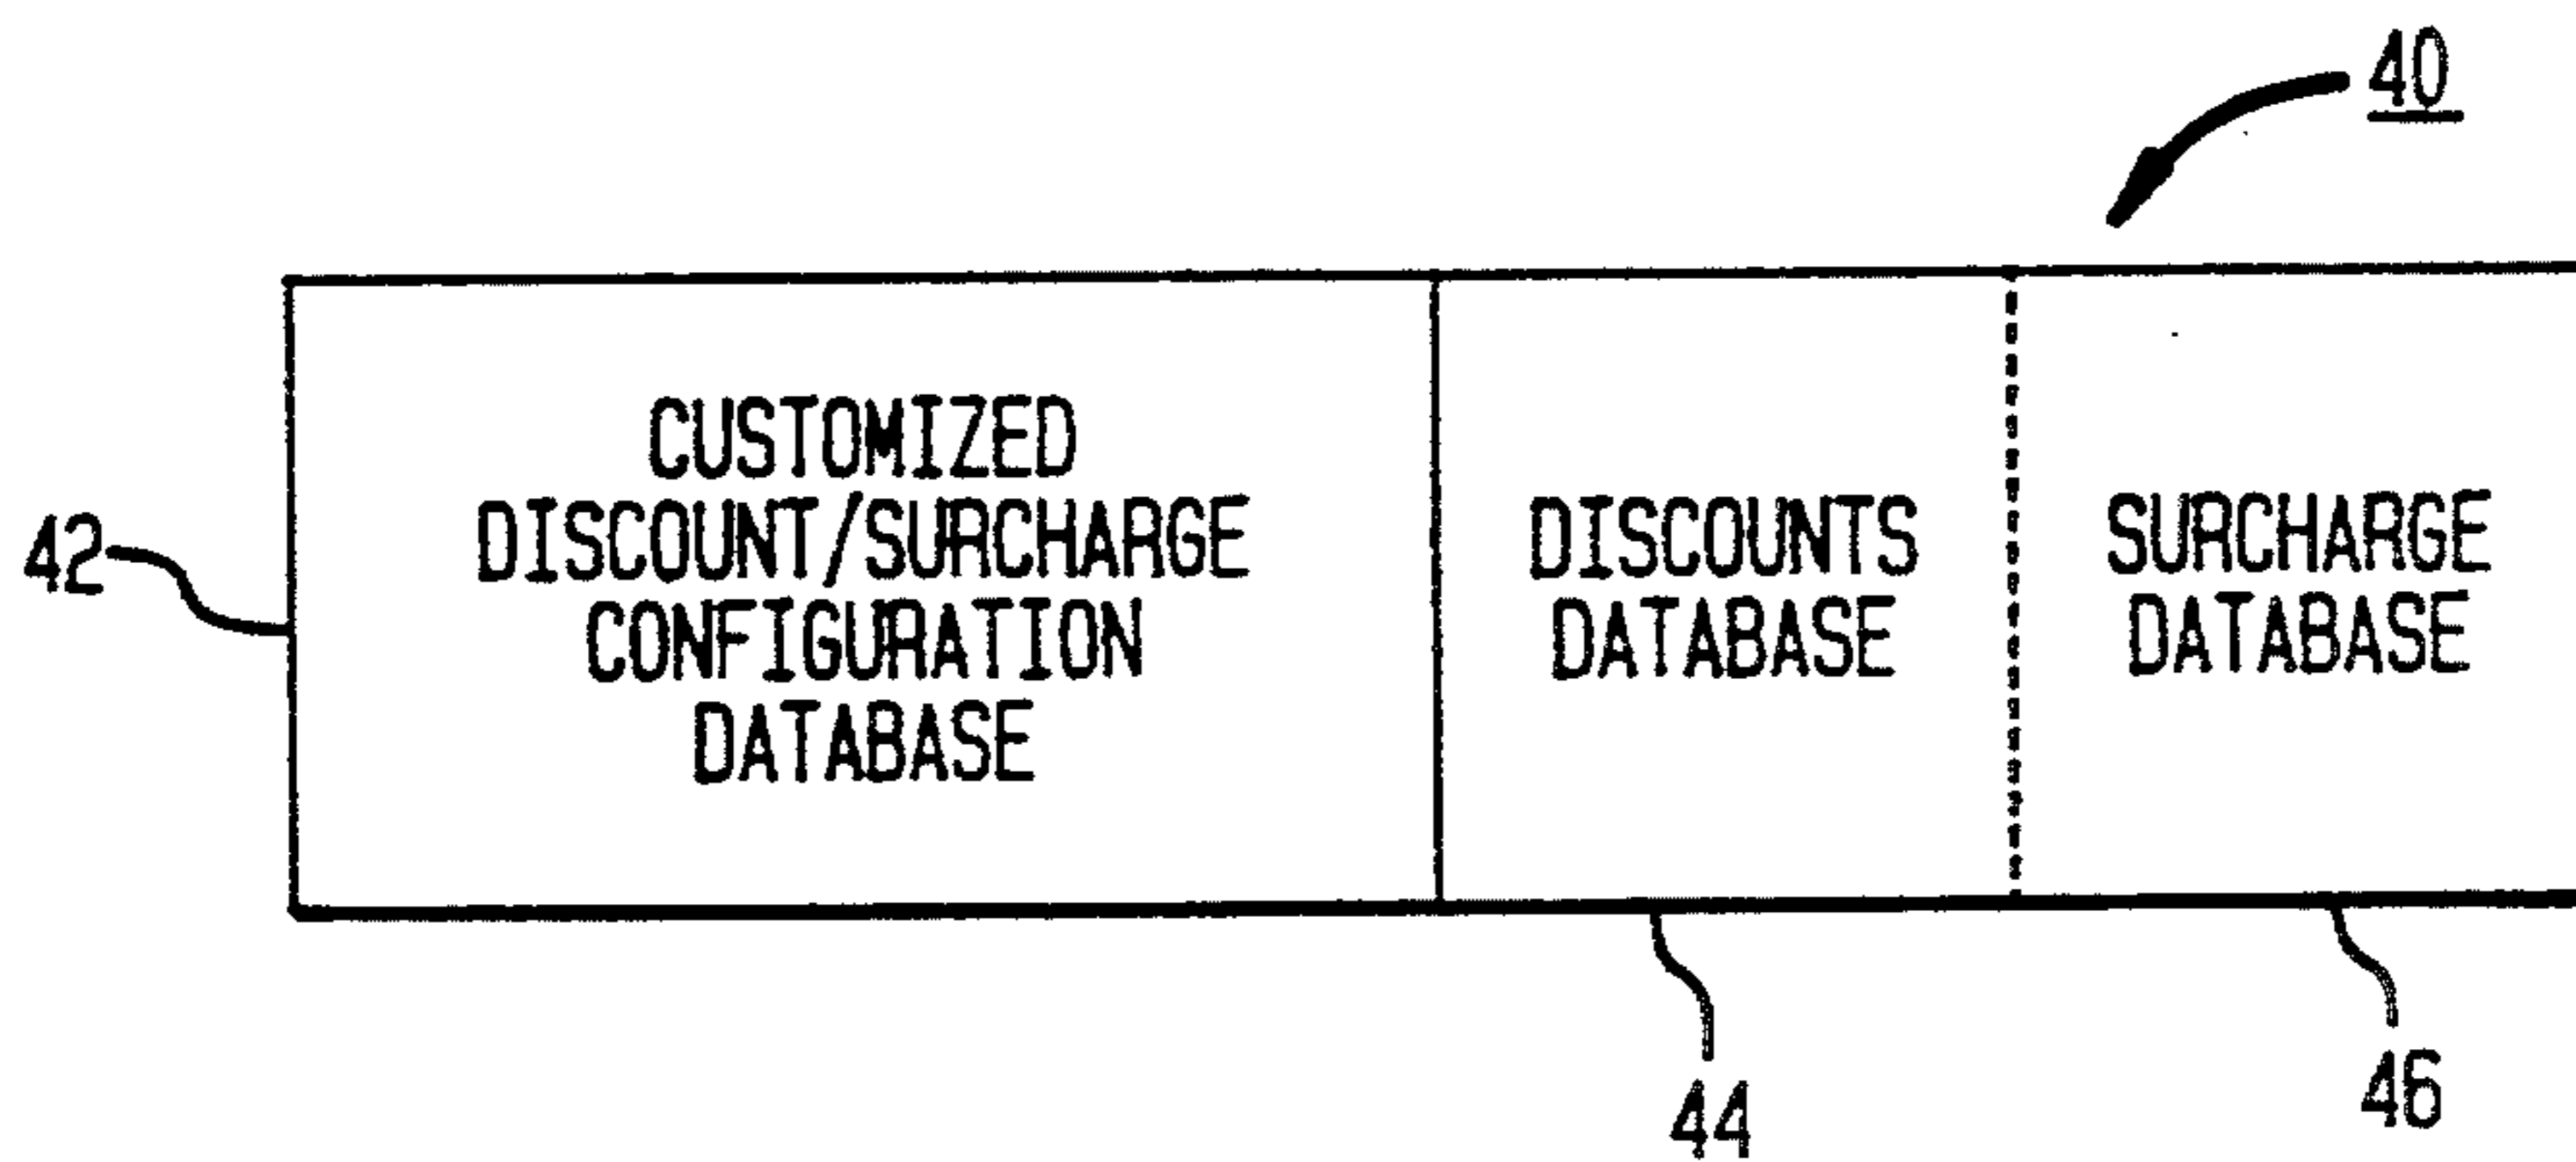 40
CUSTOMIZED
DISCOUNT/SURCHARGE
CONFIGURATION
DATABASE
DISCOUNTS
DATABASE
SURCHARGE
DATABASE
42
44
46